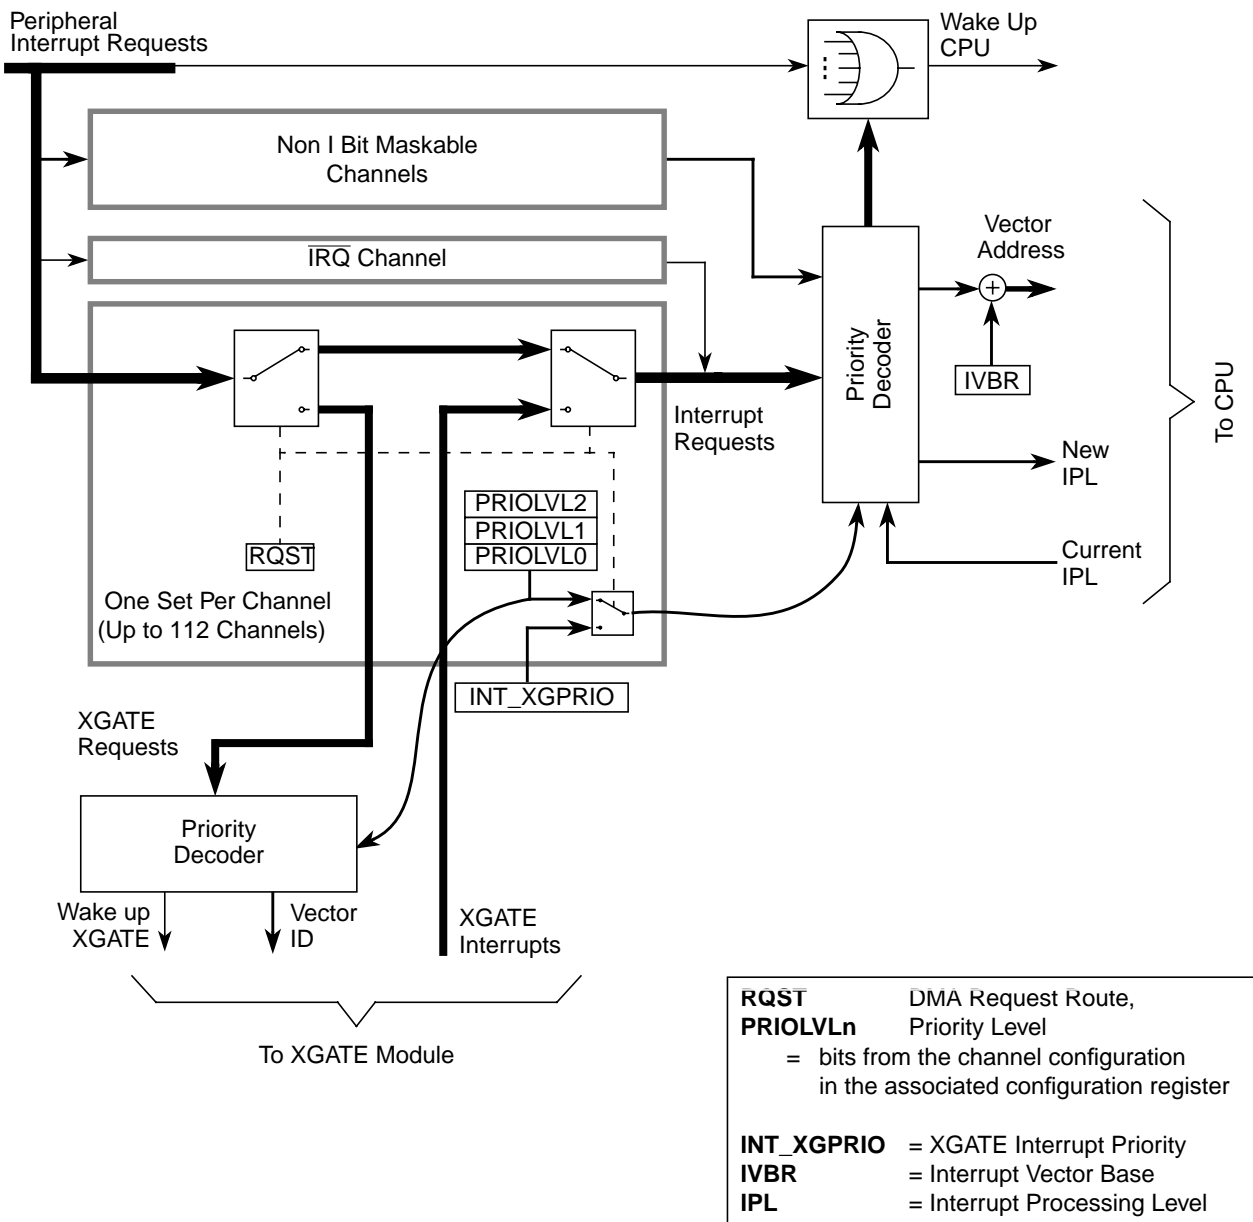 Peripheral
Interrupt Requests
Wake Up
CPU
Non I Bit Maskable
Channels
IRQ Channel
Vector
Address
Priority
Decoder
IVBR
To CPU
Interrupt
Requests
New
IPL
PRIOLVL2
PRIOLVL1
PRIOLVL0
RQST
Current
IPL
One Set Per Channel
(Up to 112 Channels)
INT_XGPRIO
XGATE
Requests
Priority
Decoder
Wake up
XGATE
Vector
ID
XGATE
Interrupts
To XGATE Module
RQST DMA Request Route,
PRIOLVLn Priority Level
= bits from the channel configuration
in the associated configuration register
INT_XGPRIO = XGATE Interrupt Priority
IVBR = Interrupt Vector Base
IPL = Interrupt Processing Level